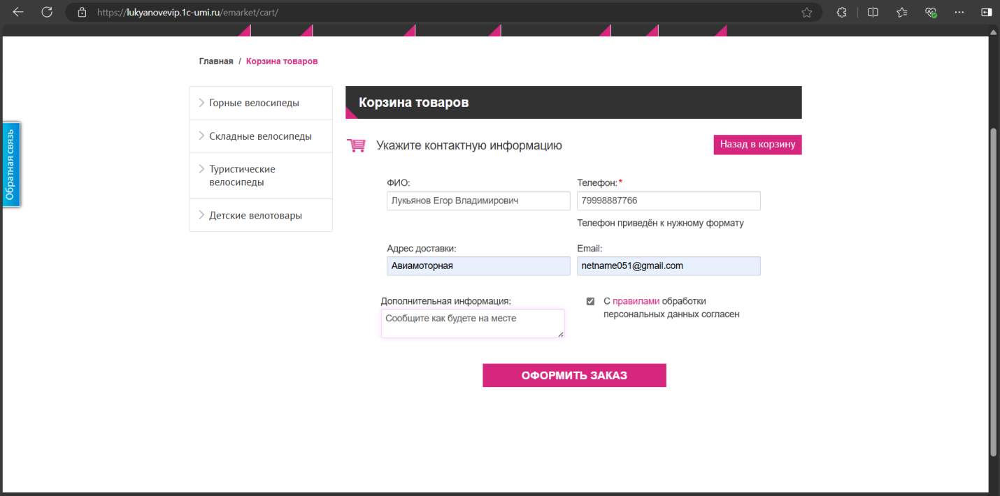 https://lukyanovevip.1c-umi.ru/emarket/cart/
Главная / Корзина товаров
Обратная связь
Горные велосипеды
Складные велосипеды
Туристические
велосипеды
Детские велотовары
Корзина товаров
Укажите контактную информацию
Назад в корзину
ФИО:
Лукьянов Егор Владимирович
Телефон:*
79998887766
Телефон приведён к нужному формату
Адрес доставки:
Авиамоторная
Email:
netname051@gmail.com
Дополнительная информация:
Сообщите как будете на месте
С правилами обработки
персональных данных согласен
ОФОРМИТЬ ЗАКАЗ